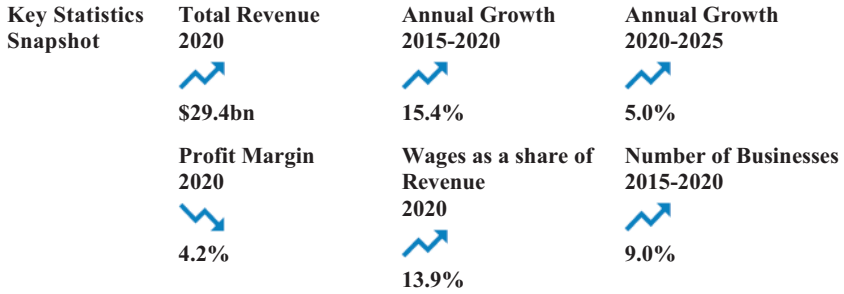 Key Statistics
Snapshot
Total Revenue
2020
$29.4bn
Annual Growth
2015-2020
15.4%
Annual Growth
2020-2025
5.0%
Profit Margin
2020
4.2%
Wages as a share of
Revenue
2020
13.9%
Number of Businesses
2015-2020
9.0%